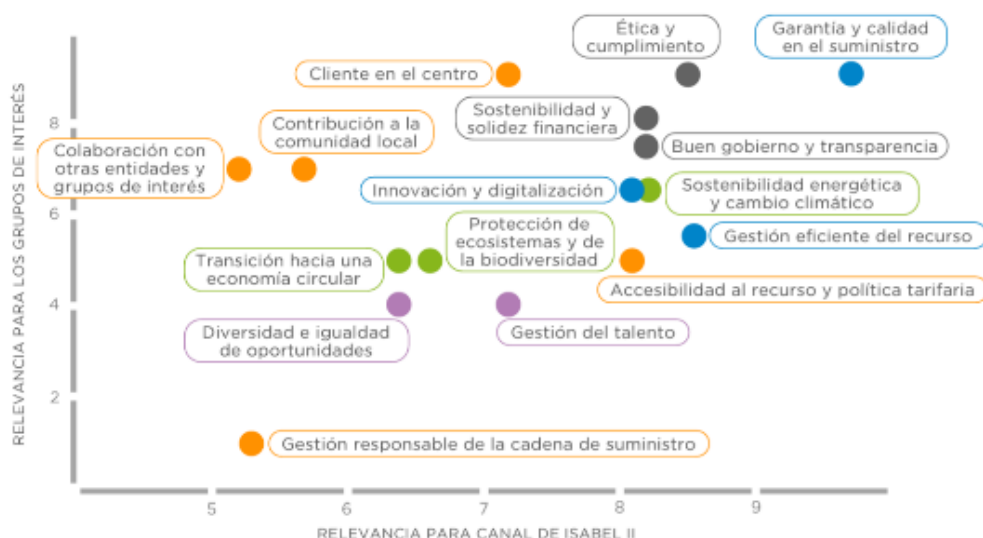 Ética y
cumplimiento
Garantía y calidad
en el suministro
Cliente en el centro
Sostenibilidad y
solidez financiera
Contribución a la
comunidad local
Buen gobierno y transparencia
Colaboración con
otras entidades y
grupos de interés
Innovación y digitalización
Sostenibilidad energética
y cambio climático
Protección de
ecosistemas y de
la biodiversidad
Gestión eficiente del recurso
Transición hacia una
economía circular
Accesibilidad al recurso y política tarifaria
Diversidad e igualdad
de oportunidades
Gestión del talento
Gestión responsable de la cadena de suministro
RELEVANCIA PARA LOS GRUPOS DE INTERÉS
8
6
4
2
5
6
7
8
9
RELEVANCIA PARA CANAL DE ISABEL II